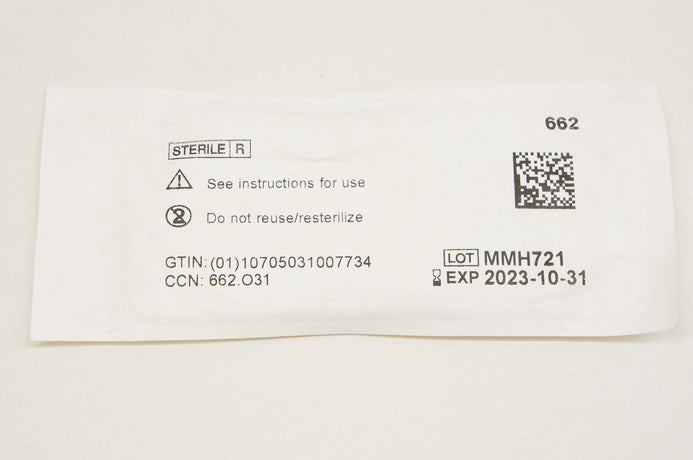 662
STERILE R
See instructions for use
Do not reuse/resterilize
GTIN: (01)10705031007734
CCN: 662.O31
LOT MMH721
EXP 2023-10-31